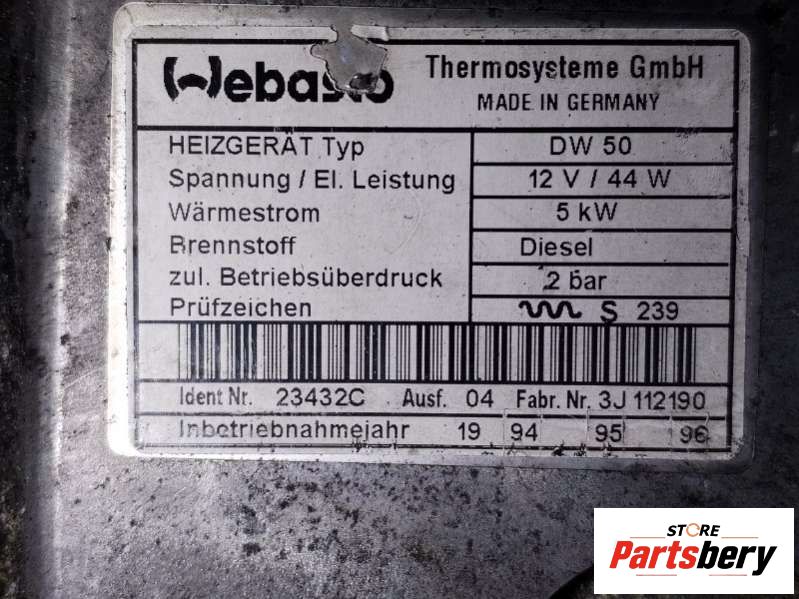 Webasto Thermosysteme GmbH
MADE IN GERMANY
HEIZGERÄT Typ DW 50
Spannung / El. Leistung 12 V / 44 W
Wärmestrom 5 kW
Brennstoff Diesel
zul. Betriebsüberdruck 2 bar
Prüfzeichen S 239
Ident Nr. 23432C Ausf. 04 Fabr. Nr. 3J 112190
Inbetriebnahmejahr 19 94 95 96
STORE
Partsbery